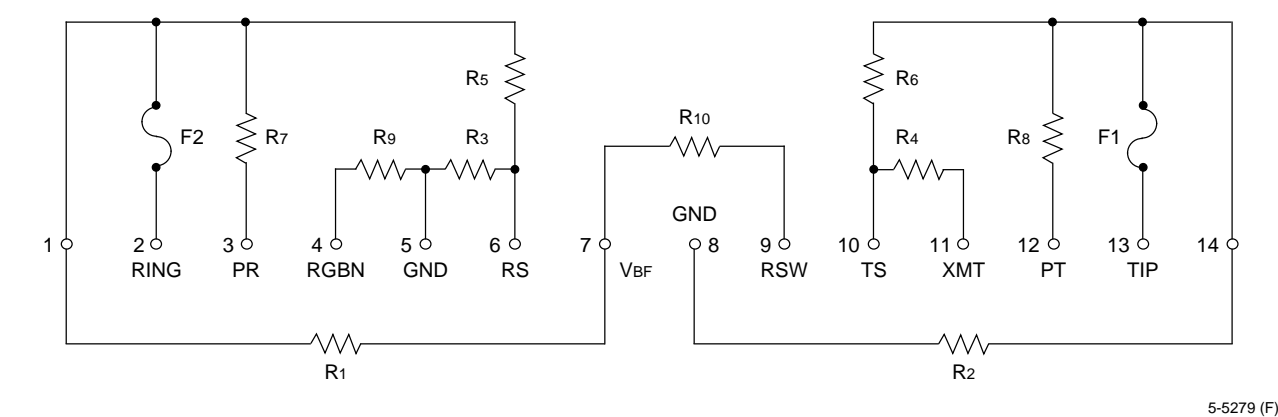 R5
R6
R10
F2
R7
R9
R3
R4
R8
F1
GND
1
2
3
4
5
6
7
8
9
10
11
12
13
14
RING
PR
RGBN
GND
RS
VBF
RSW
TS
XMT
PT
TIP
R1
R2
5-5279 (F)